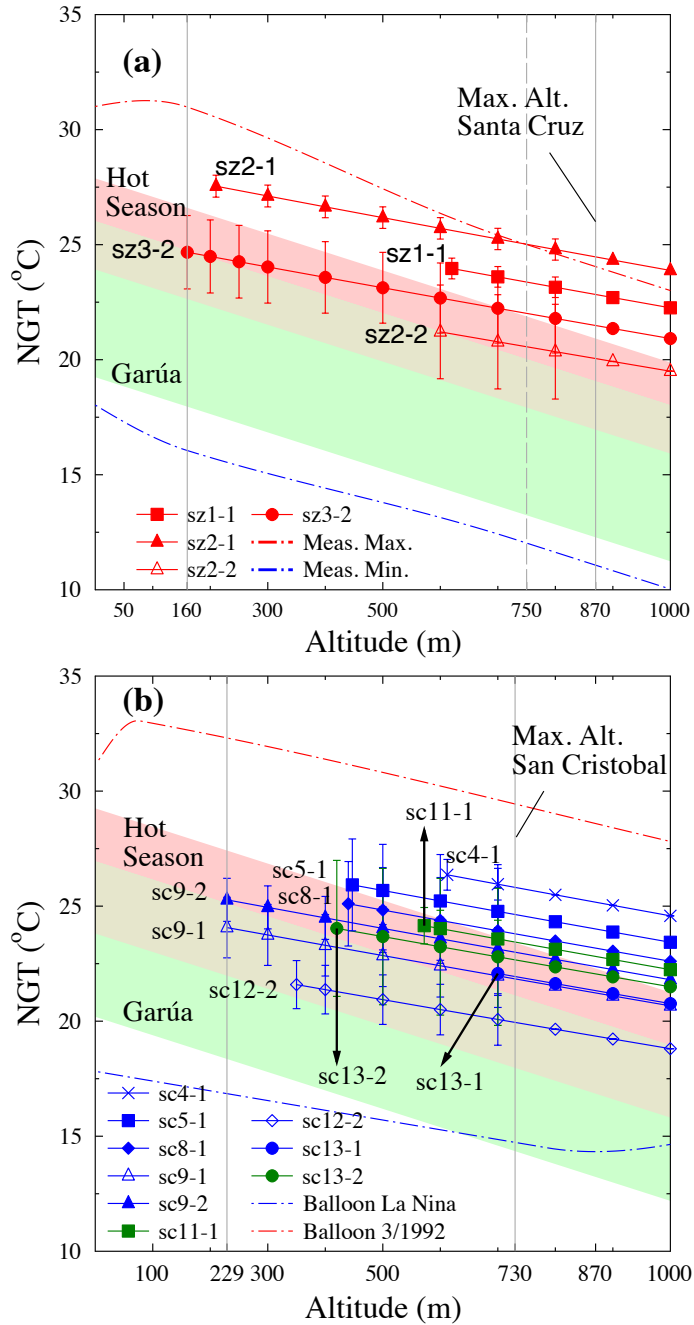 35
(a)
Max. Alt.
Santa Cruz
30
sz2-1
Hot
Season
25
sz1-1
sz3-2
NGT (°C)
sz2-2
20
Garúa
15
sz1-1
sz3-2
sz2-1
Meas. Max.
sz2-2
Meas. Min.
10
50
160
300
500
750
870
1000
Altitude (m)
35
(b)
Max. Alt.
San Cristobal
30
sc11-1
Hot
Season
sc4-1
sc5-1
sc9-2
sc8-1
25
sc9-1
NGT (°C)
sc12-2
20
Garúa
sc13-2
sc13-1
sc4-1
sc5-1
sc12-2
15
sc8-1
sc13-1
sc9-1
sc13-2
sc9-2
Balloon La Nina
sc11-1
Balloon 3/1992
10
100
229
300
500
730
870
1000
Altitude (m)